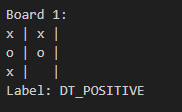 Board 1:
x | x |
o | o |
x |   |
Label: DT_POSITIVE